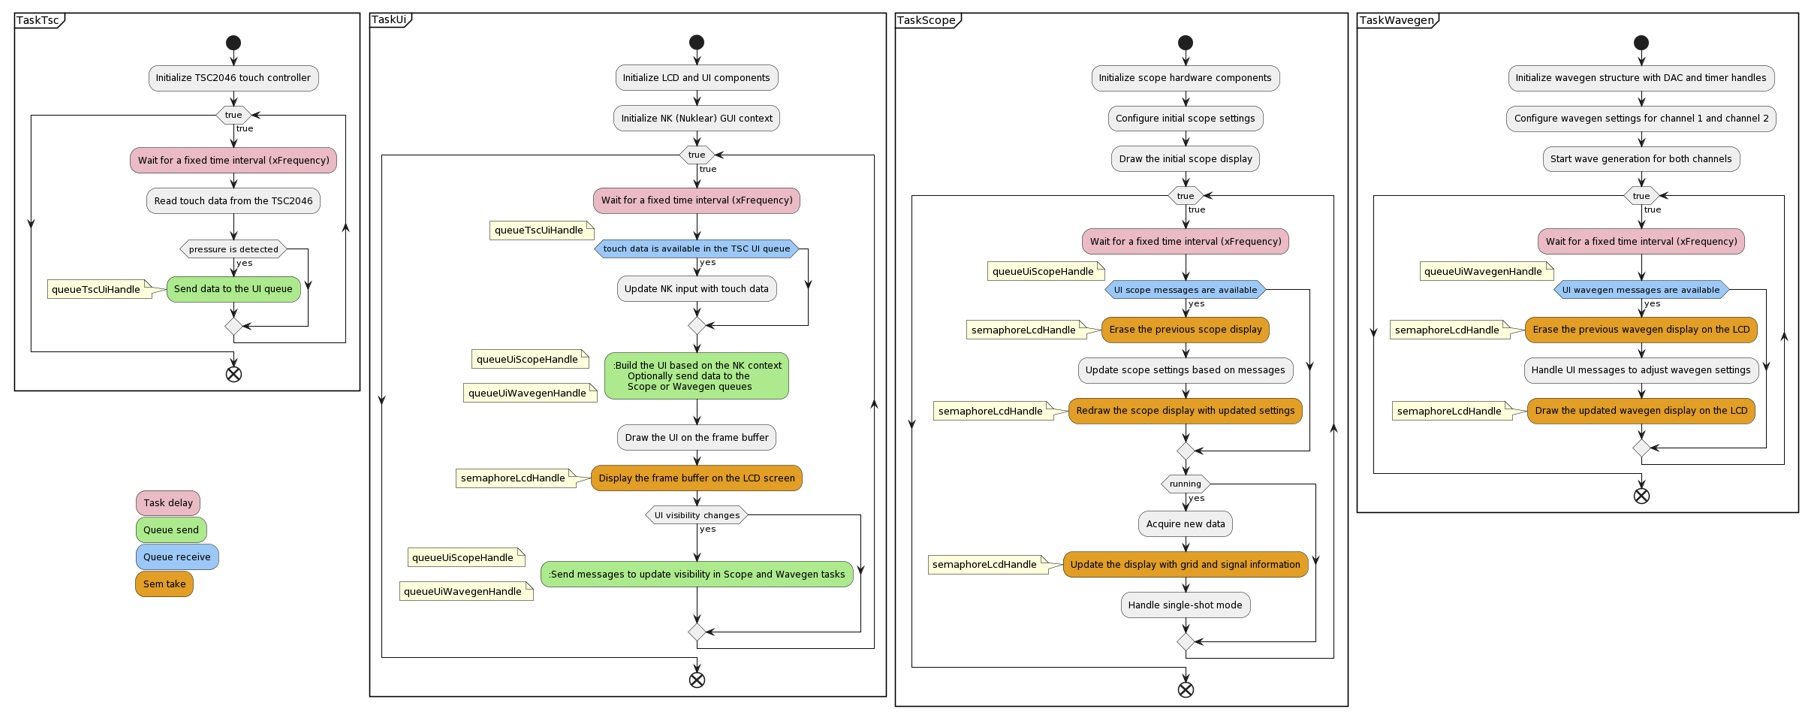 TaskTsc
Initialize TSC2046 touch controller
true
true
Wait for a fixed time interval (xFrequency)
Read touch data from the TSC2046
pressure is detected
yes
queueTscUiHandle
Send data to the UI queue
Task delay
Queue send
Queue receive
Sem take
TaskUi
Initialize LCD and UI components
Initialize NK (Nuklear) GUI context
true
true
Wait for a fixed time interval (xFrequency)
queueTscUiHandle
touch data is available in the TSC UI queue
yes
Update NK input with touch data
queueUiScopeHandle
queueUiWavegenHandle
:Build the UI based on the NK context
Optionally send data to the
Scope or Wavegen queues
Draw the UI on the frame buffer
semaphoreLcdHandle
Display the frame buffer on the LCD screen
UI visibility changes
yes
queueUiScopeHandle
queueUiWavegenHandle
:Send messages to update visibility in Scope and Wavegen tasks
TaskScope
Initialize scope hardware components
Configure initial scope settings
Draw the initial scope display
true
true
Wait for a fixed time interval (xFrequency)
queueUiScopeHandle
UI scope messages are available
yes
semaphoreLcdHandle
Erase the previous scope display
Update scope settings based on messages
semaphoreLcdHandle
Redraw the scope display with updated settings
running
yes
Acquire new data
semaphoreLcdHandle
Update the display with grid and signal information
Handle single-shot mode
TaskWavegen
Initialize wavegen structure with DAC and timer handles
Configure wavegen settings for channel 1 and channel 2
Start wave generation for both channels
true
true
Wait for a fixed time interval (xFrequency)
queueUiWavegenHandle
UI wavegen messages are available
yes
semaphoreLcdHandle
Erase the previous wavegen display on the LCD
Handle UI messages to adjust wavegen settings
semaphoreLcdHandle
Draw the updated wavegen display on the LCD